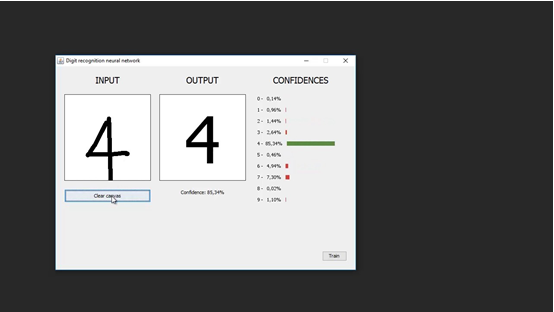 Digit recognition neural network
INPUT
OUTPUT
CONFIDENCES
4
4
0 - 0,14%
1 - 0,96%
2 - 1,44%
3 - 2,64%
4 - 85,34%
5 - 0,46%
6 - 4,94%
7 - 7,30%
8 - 0,02%
9 - 1,10%
Clear canvas
Confidence: 85,34%
Train